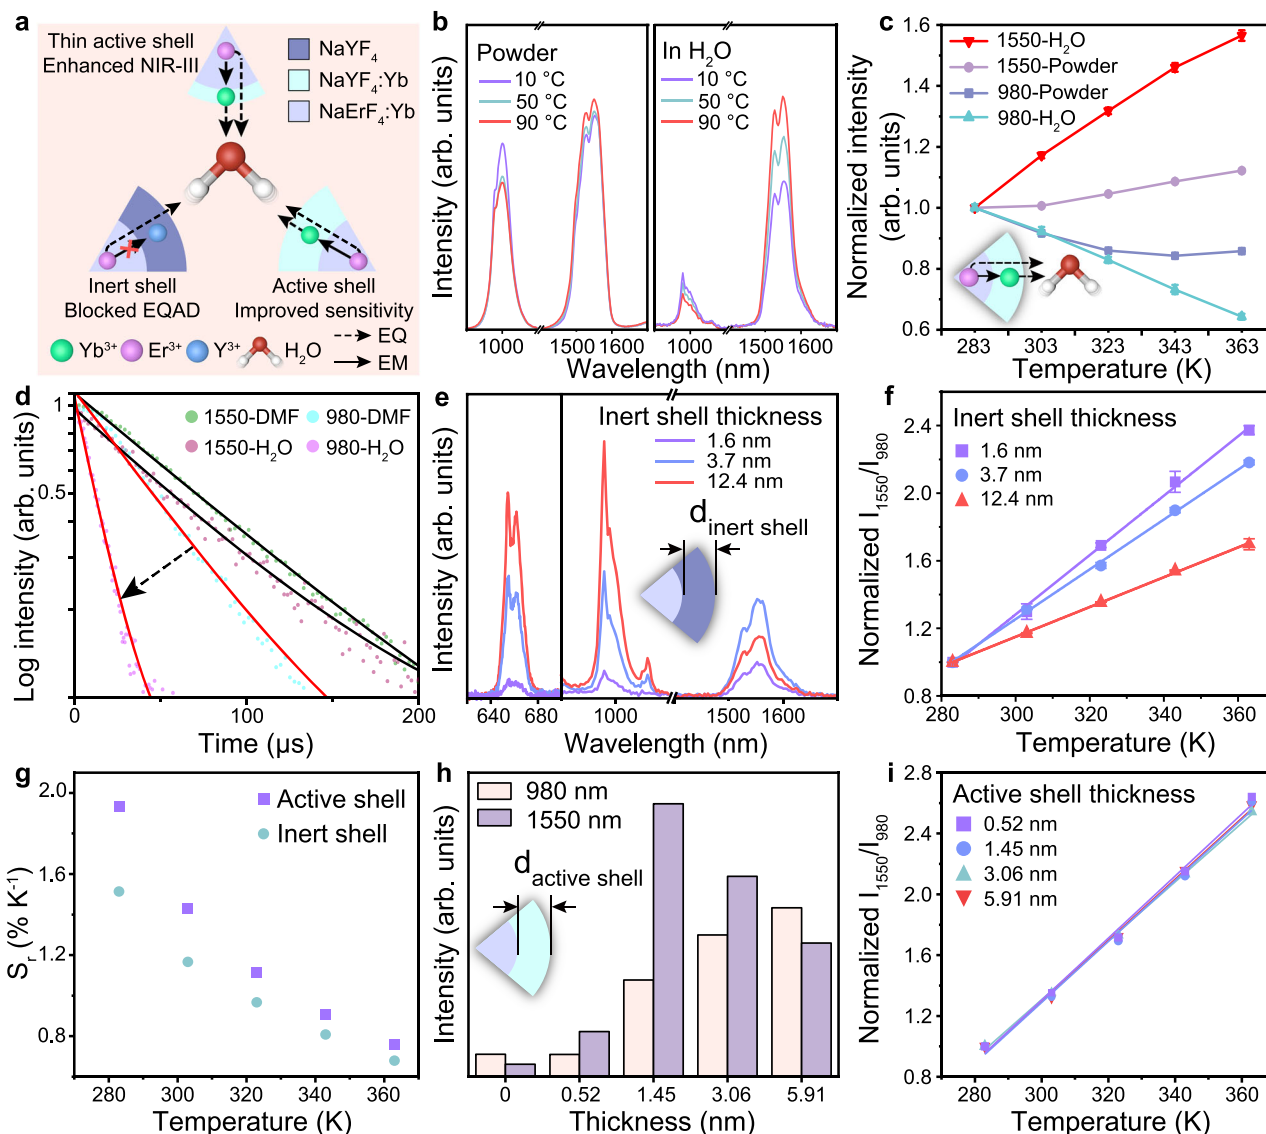 a
Thin active shell
Enhanced NIR-III
NaYF4
NaYF4:Yb
NaErF4:Yb
Inert shell
Blocked EQAD
Active shell
Improved sensitivity
Yb3+
Er3+
Y3+
H2O
EQ
EM
b
Powder
10 °C
50 °C
90 °C
In H2O
10 °C
50 °C
90 °C
Intensity (arb. units)
1000
1500 1600
1000
1500 1600
Wavelength (nm)
c
1550-H2O
1550-Powder
980-Powder
980-H2O
Normalized intensity
(arb. units)
1.6
1.4
1.2
1.0
0.8
0.6
283 303 323 343 363
Temperature (K)
d
1550-DMF
980-DMF
1550-H2O
980-H2O
Log intensity (arb. units)
1
0.5
0 100 200
Time (µs)
e
Inert shell thickness
1.6 nm
3.7 nm
12.4 nm
dinert shell
Intensity (arb. units)
640 680
1000
1500 1600
Wavelength (nm)
f
Inert shell thickness
1.6 nm
3.7 nm
12.4 nm
Normalized I1550/I980
2.4
2.0
1.6
1.2
0.8
280 300 320 340 360
Temperature (K)
g
Active shell
Inert shell
Sr (% K-1)
2.0
1.6
1.2
0.8
280 300 320 340 360
Temperature (K)
h
980 nm
1550 nm
dactive shell
Intensity (arb. units)
0 0.52 1.45 3.06 5.91
Thickness (nm)
i
Active shell thickness
0.52 nm
1.45 nm
3.06 nm
5.91 nm
Normalized I1550/I980
2.8
2.4
2.0
1.6
1.2
0.8
280 300 320 340 360
Temperature (K)